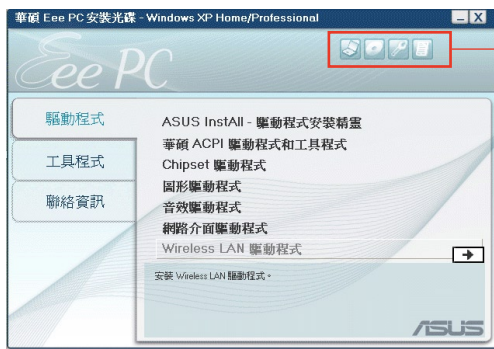 華碩 Eee PC 安裝光碟 - Windows XP Home/Professional
Eee PC
驅動程式
工具程式
聯絡資訊
ASUS InstAll - 驅動程式安裝精靈
華碩 ACPI 驅動程式和工具程式
Chipset 驅動程式
圖形驅動程式
音效驅動程式
網路介面驅動程式
Wireless LAN 驅動程式
安裝 Wireless LAN 驅動程式。
ASUS